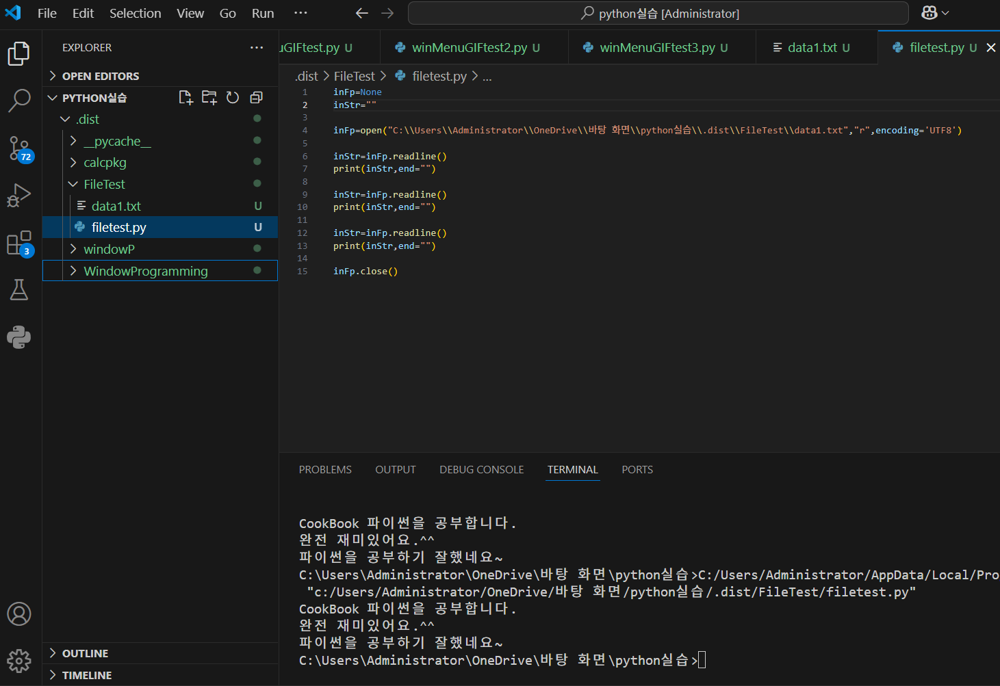 File Edit Selection View Go Run ··· python실습 [Administrator]
EXPLORER ···
uGIFtest.py U winMenuGIFtest2.py U winMenuGIFtest3.py U data1.txt U filetest.py U
OPEN EDITORS
.dist > FileTest > filetest.py > ...
PYTHON실습
.dist
__pycache__
calcpkg
FileTest
data1.txt U
filetest.py U
windowP
WindowProgramming
72
3
1 inFp=None
2 inStr=""
3
4 inFp=open("C:\\Users\\Administrator\\OneDrive\\바탕 화면\\python실습\\.dist\\FileTest\\data1.txt","r",encoding='UTF8')
5
6 inStr=inFp.readline()
7 print(inStr,end="")
8
9 inStr=inFp.readline()
10 print(inStr,end="")
11
12 inStr=inFp.readline()
13 print(inStr,end="")
14
15 inFp.close()
PROBLEMS OUTPUT DEBUG CONSOLE TERMINAL PORTS
CookBook 파이썬을 공부합니다.
완전 재미있어요.^^
파이썬을 공부하기 잘했네요~
C:\Users\Administrator\OneDrive\바탕 화면\python실습>C:/Users/Administrator/AppData/Local/Pro
"c:/Users/Administrator/OneDrive/바탕 화면/python실습/.dist/FileTest/filetest.py"
CookBook 파이썬을 공부합니다.
완전 재미있어요.^^
파이썬을 공부하기 잘했네요~
C:\Users\Administrator\OneDrive\바탕 화면\python실습>
OUTLINE
TIMELINE